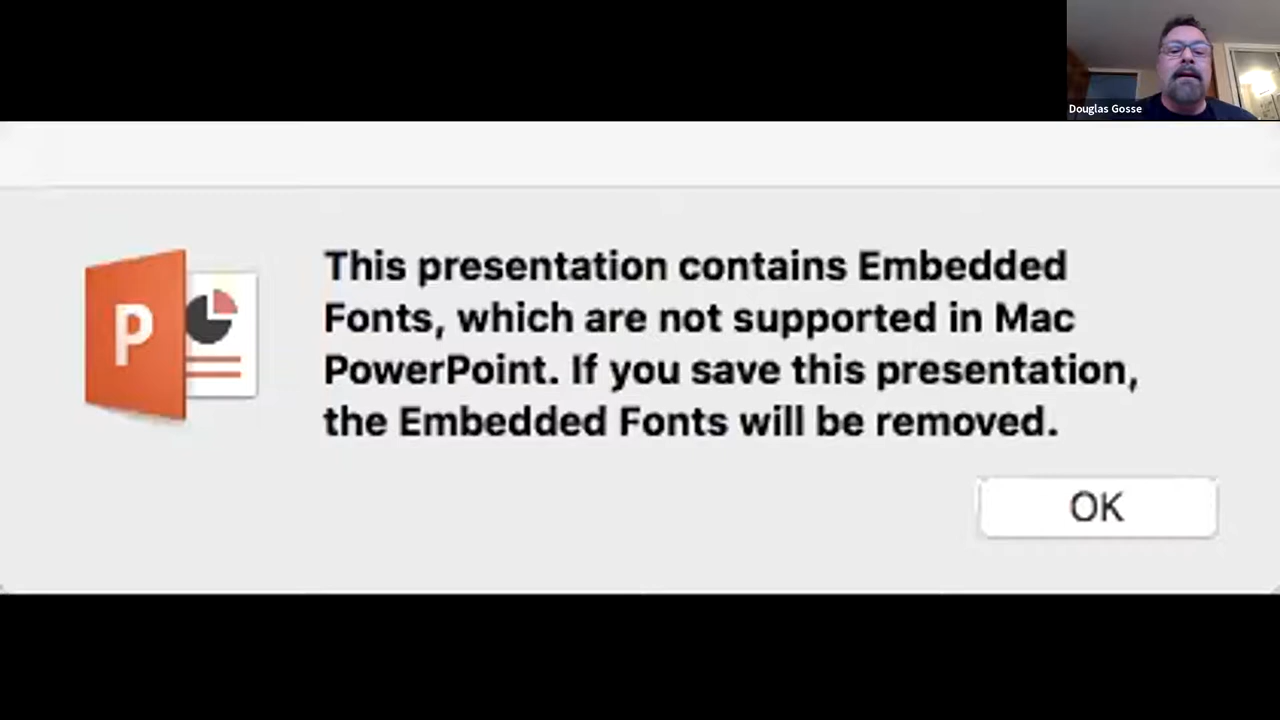 Douglas Gosse
This presentation contains Embedded
Fonts, which are not supported in Mac
PowerPoint. If you save this presentation,
the Embedded Fonts will be removed.
P
OK